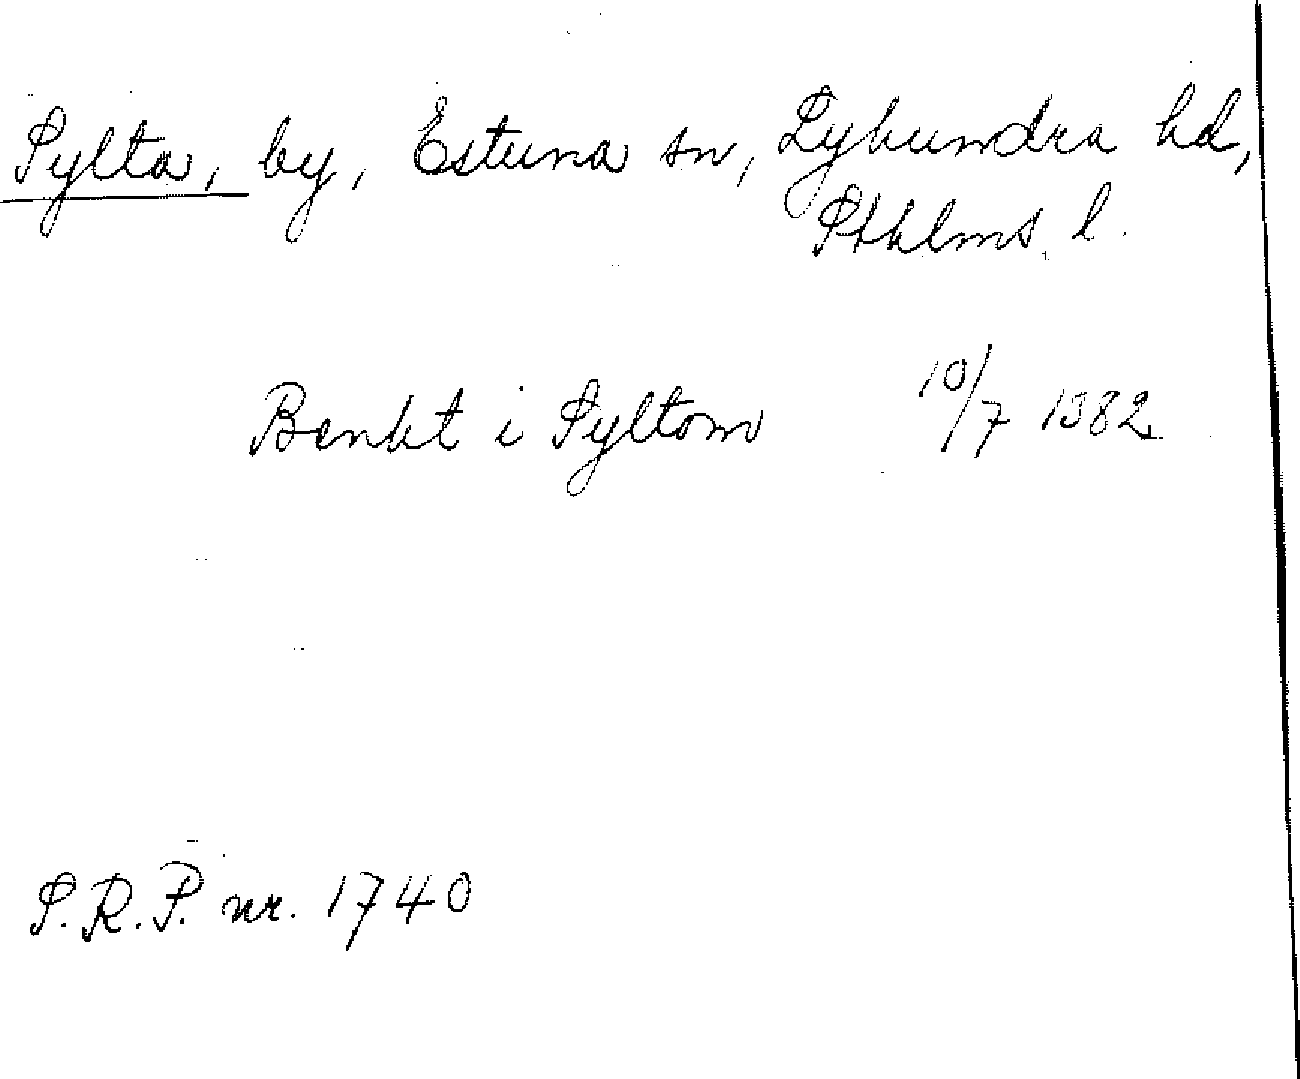 Sylta, by, Estuna sn, Lyhundra hd,
Sthlms l.
Benkt i Syltom 10/7 1382
S.R.P. nr. 1740